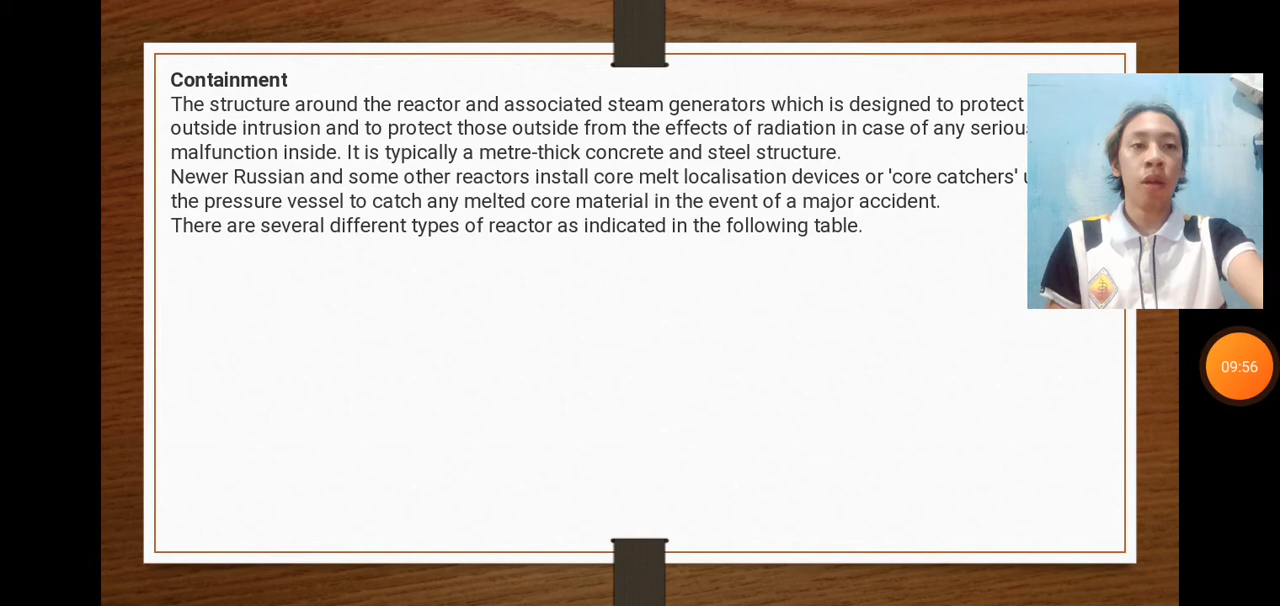 Containment
The structure around the reactor and associated steam generators which is designed to protect
outside intrusion and to protect those outside from the effects of radiation in case of any
malfunction inside. It is typically a metre-thick concrete and steel structure.
Newer Russian and some other reactors install core melt localisation devices or 'core catchers'
the pressure vessel to catch any melted core material in the event of a major accident.
There are several different types of reactor as indicated in the following table.
09:56